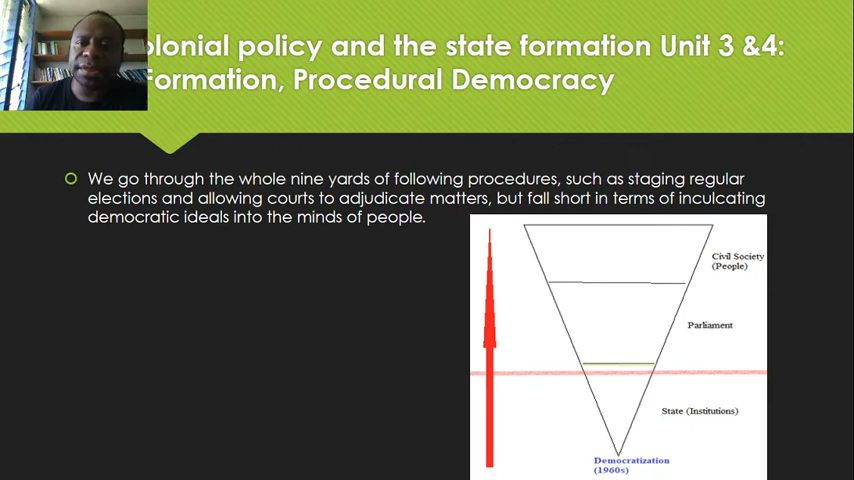 olonial policy and the state formation Unit 3 &4:
Formation, Procedural Democracy
We go through the whole nine yards of following procedures, such as staging regular
elections and allowing courts to adjudicate matters, but fall short in terms of inculcating
democratic ideals into the minds of people.
Civil Society
(People)
Parliament
State (Institutions)
Democratization
(1960s)